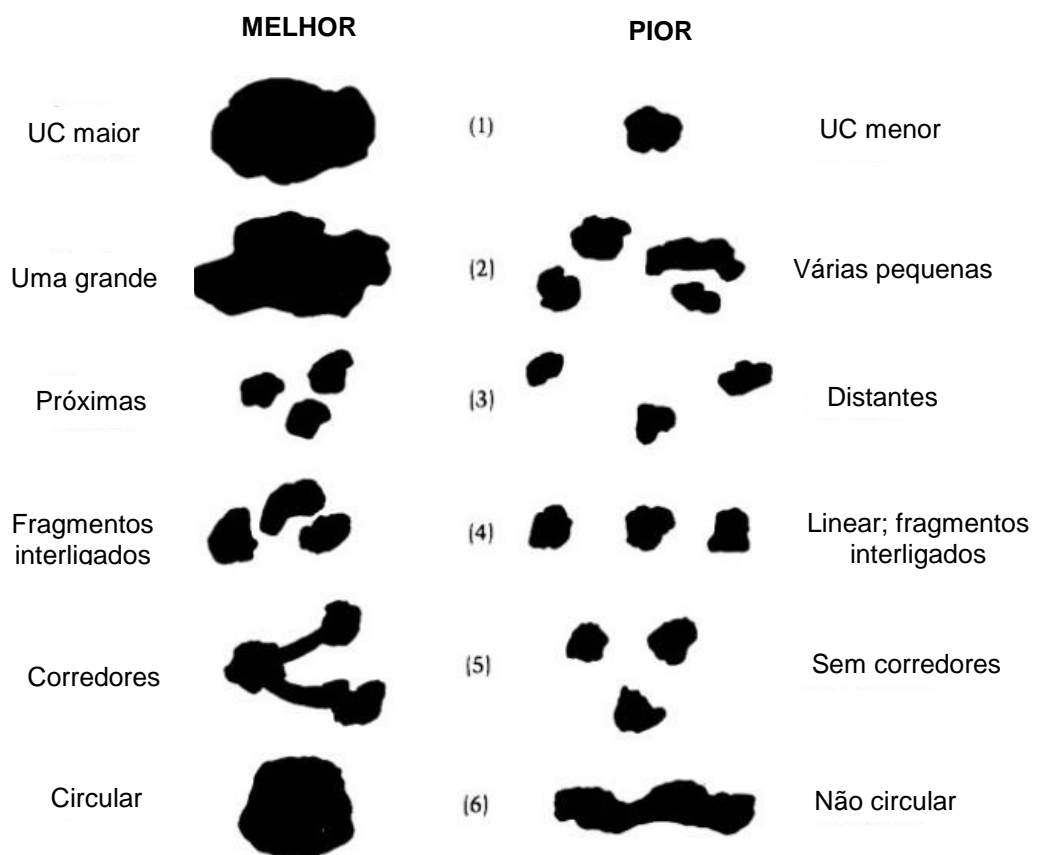 MELHOR
PIOR
UC maior
(1)
UC menor
Uma grande
(2)
Várias pequenas
Próximas
(3)
Distantes
Fragmentos
interligados
(4)
Linear; fragmentos
interligados
Corredores
(5)
Sem corredores
Circular
(6)
Não circular